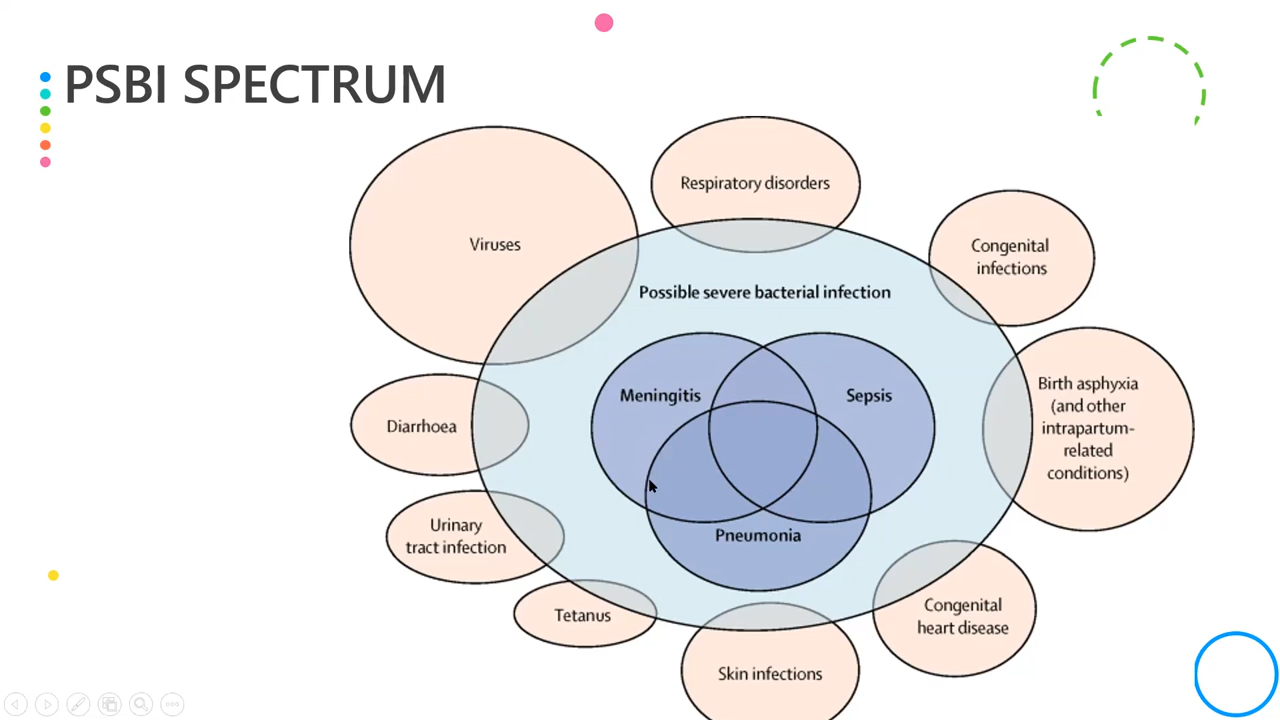 PSBI SPECTRUM
Respiratory disorders
Viruses
Congenital
infections
Possible severe bacterial infection
Meningitis
Sepsis
Birth asphyxia
(and other
intrapartum-
related
conditions)
Diarrhoea
Urinary
tract infection
Pneumonia
Tetanus
Congenital
heart disease
Skin infections